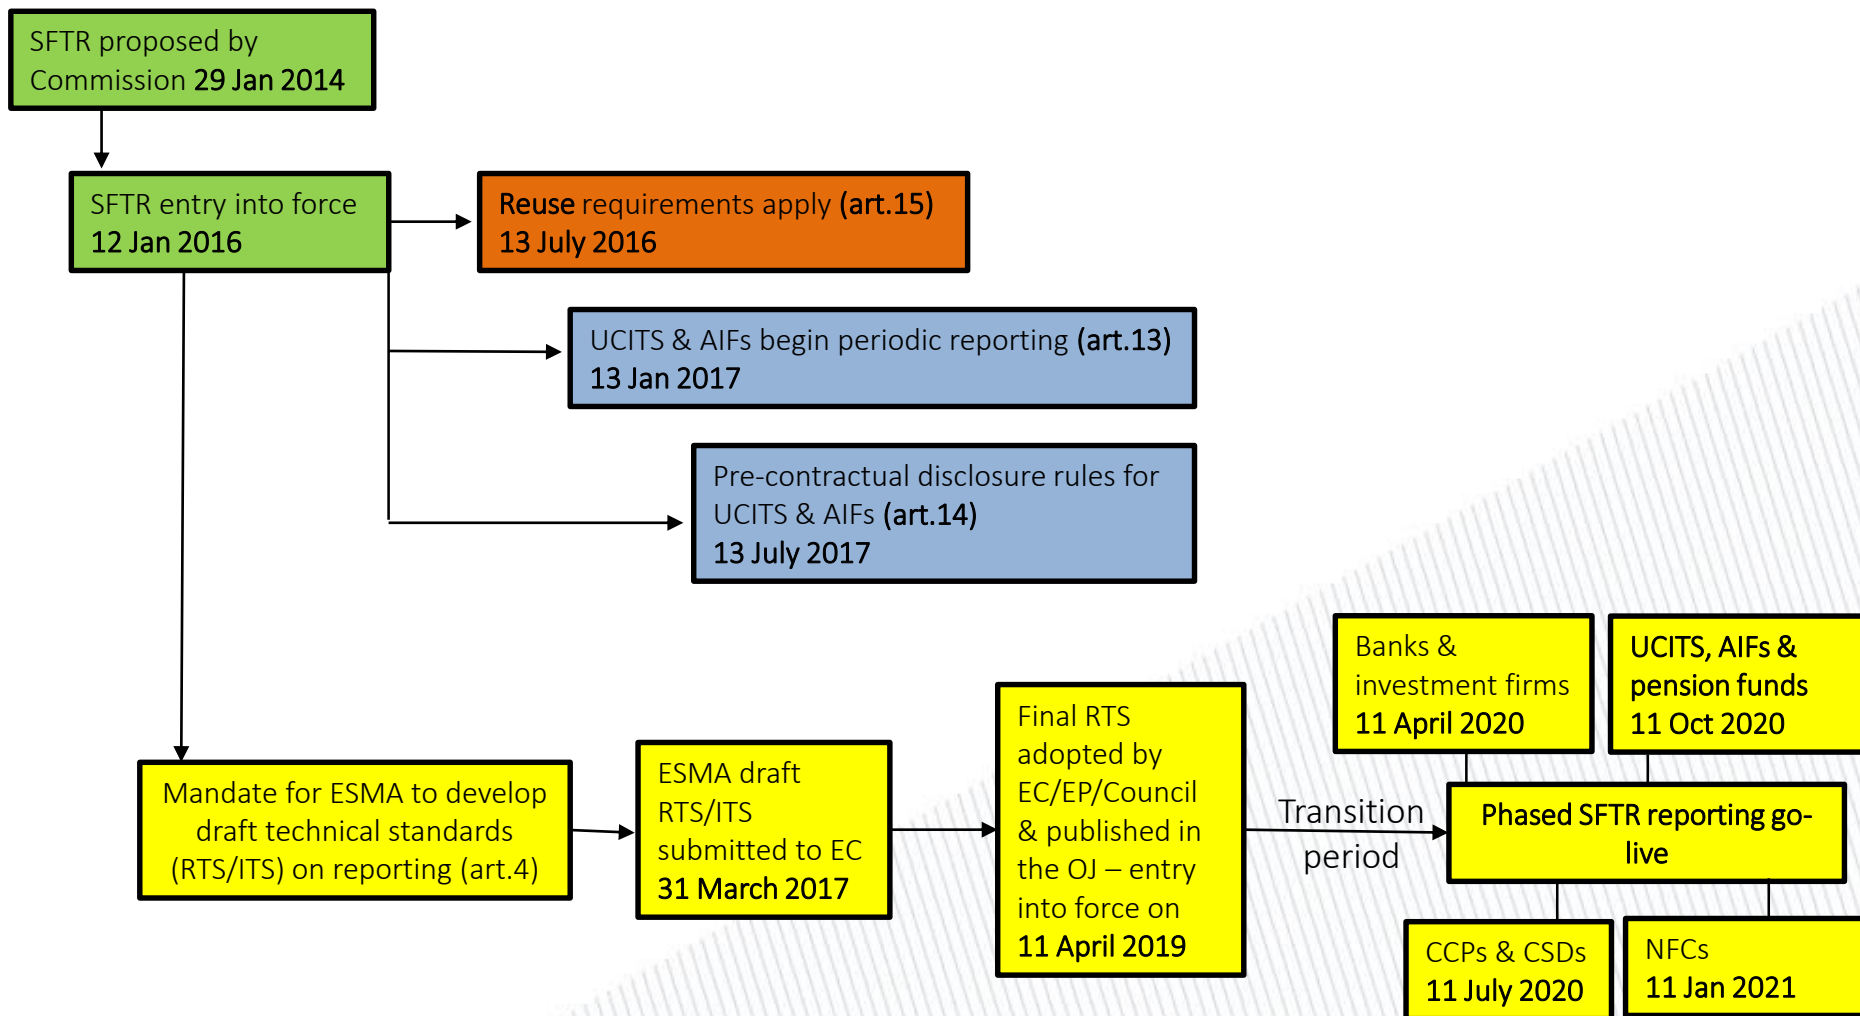 SFTR proposed by
Commission 29 Jan 2014
SFTR entry into force
12 Jan 2016
Reuse requirements apply (art.15)
13 July 2016
UCITS & AIFs begin periodic reporting (art.13)
13 Jan 2017
Pre-contractual disclosure rules for
UCITS & AIFs (art.14)
13 July 2017
Mandate for ESMA to develop
draft technical standards
(RTS/ITS) on reporting (art.4)
ESMA draft
RTS/ITS
submitted to EC
31 March 2017
Final RTS
adopted by
EC/EP/Council
& published in
the OJ – entry
into force on
11 April 2019
Transition
period
Banks &
investment firms
11 April 2020
UCITS, AIFs &
pension funds
11 Oct 2020
Phased SFTR reporting go-
live
CCPs & CSDs
11 July 2020
NFCs
11 Jan 2021